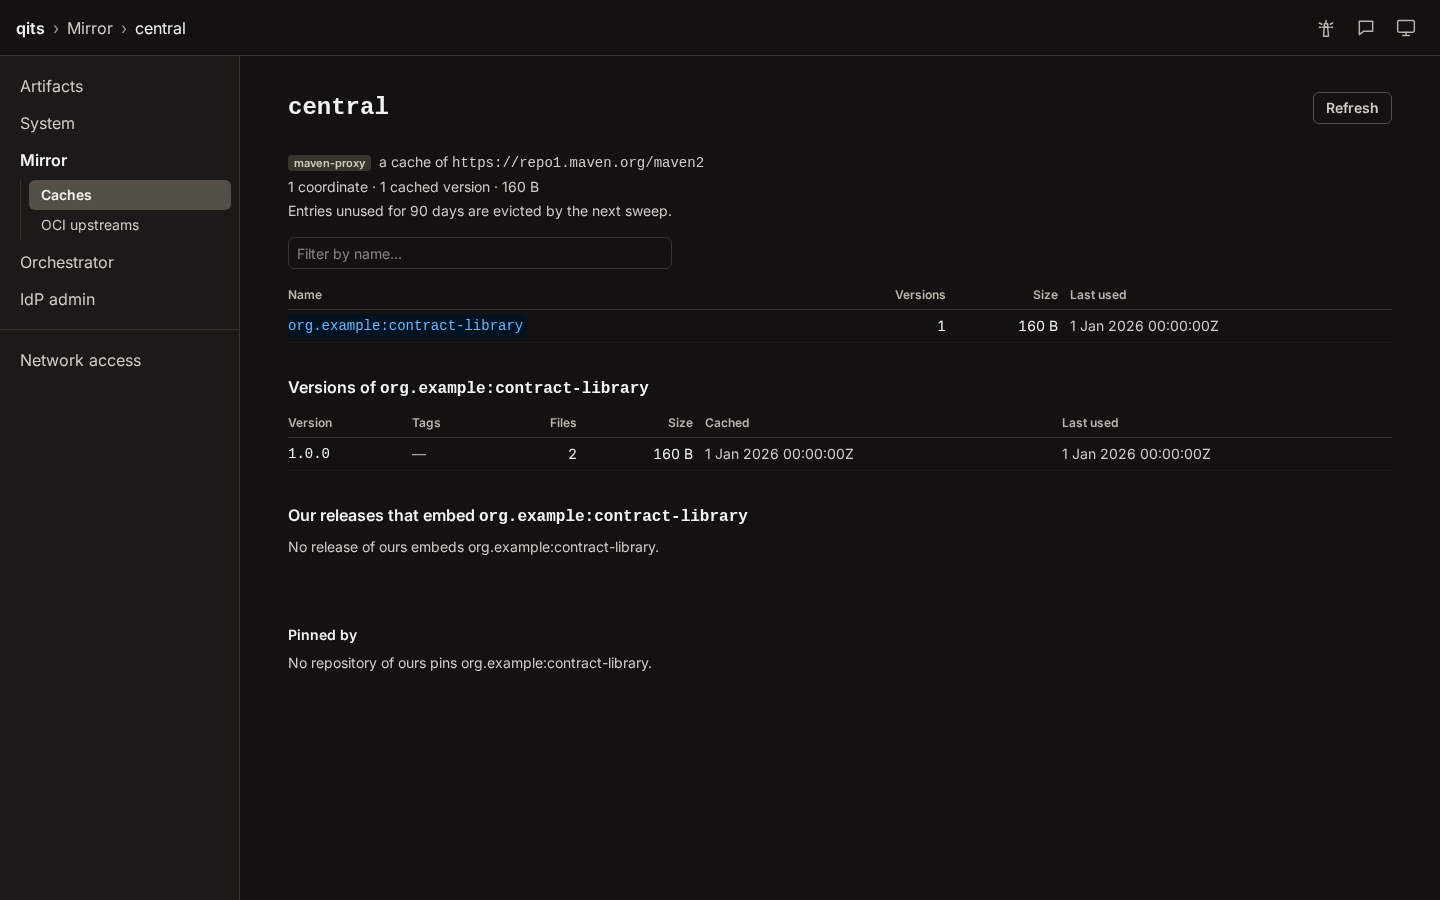 qits › Mirror › central
Artifacts
System
Mirror
Caches
OCI upstreams
Orchestrator
IdP admin
Network access
central
Refresh
maven-proxy a cache of https://repo1.maven.org/maven2
1 coordinate · 1 cached version · 160 B
Entries unused for 90 days are evicted by the next sweep.
Filter by name...
Name Versions Size Last used
org.example:contract-library 1 160 B 1 Jan 2026 00:00:00Z
Versions of org.example:contract-library
Version Tags Files Size Cached Last used
1.0.0 — 2 160 B 1 Jan 2026 00:00:00Z 1 Jan 2026 00:00:00Z
Our releases that embed org.example:contract-library
No release of ours embeds org.example:contract-library.
Pinned by
No repository of ours pins org.example:contract-library.